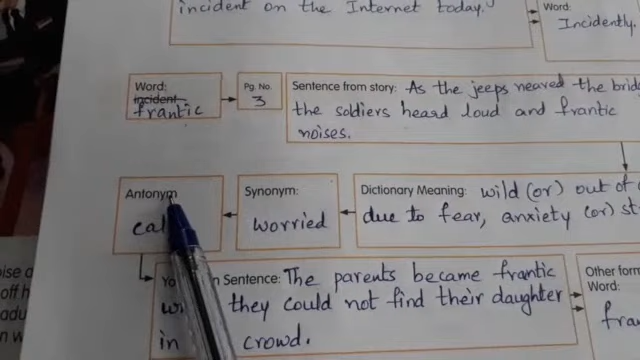 incident on the Internet today.
Word:
Incidently.
Word:
incident
frantic
Pg. No.
3
Sentence from story: As the jeeps neared the
the soldiers heard loud and frantic
noises.
Antonym
Synonym:
worried
Dictionary Meaning: wild (or) out of
due to fear, anxiety (or)
Sentence: The parents became frantic
they could not find their daughter
in crowd.
Other
Word: